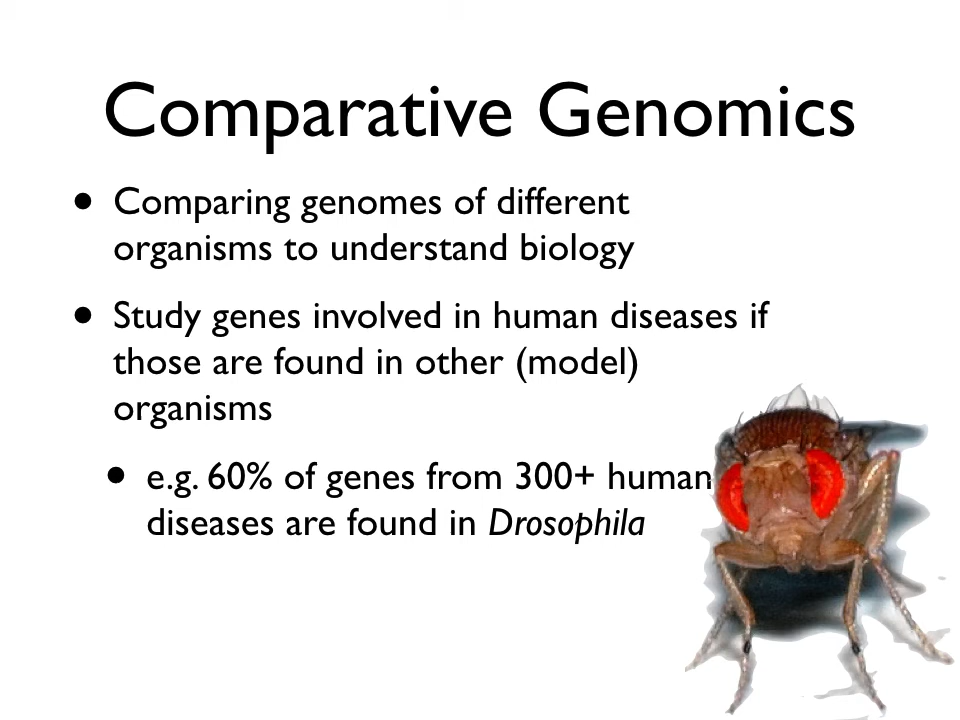 Comparative Genomics
• Comparing genomes of different
organisms to understand biology
• Study genes involved in human diseases if
those are found in other (model)
organisms
• e.g. 60% of genes from 300+ human
diseases are found in Drosophila